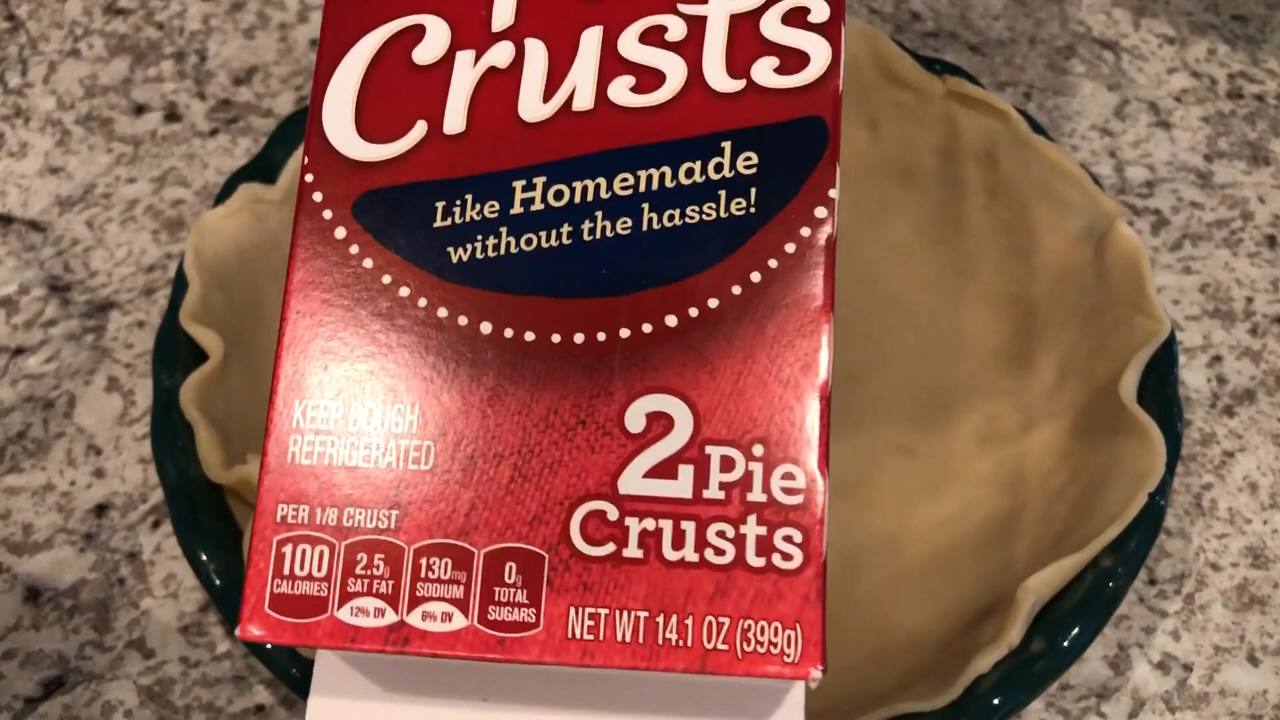 Crusts
Like Homemade
without the hassle!
KEEP DOUGH
REFRIGERATED
2 Pie
Crusts
PER 1/8 CRUST
100
CALORIES
2.5g
SAT FAT
12% DV
130mg
SODIUM
6% DV
0g
TOTAL
SUGARS
NET WT 14.1 OZ (399g)